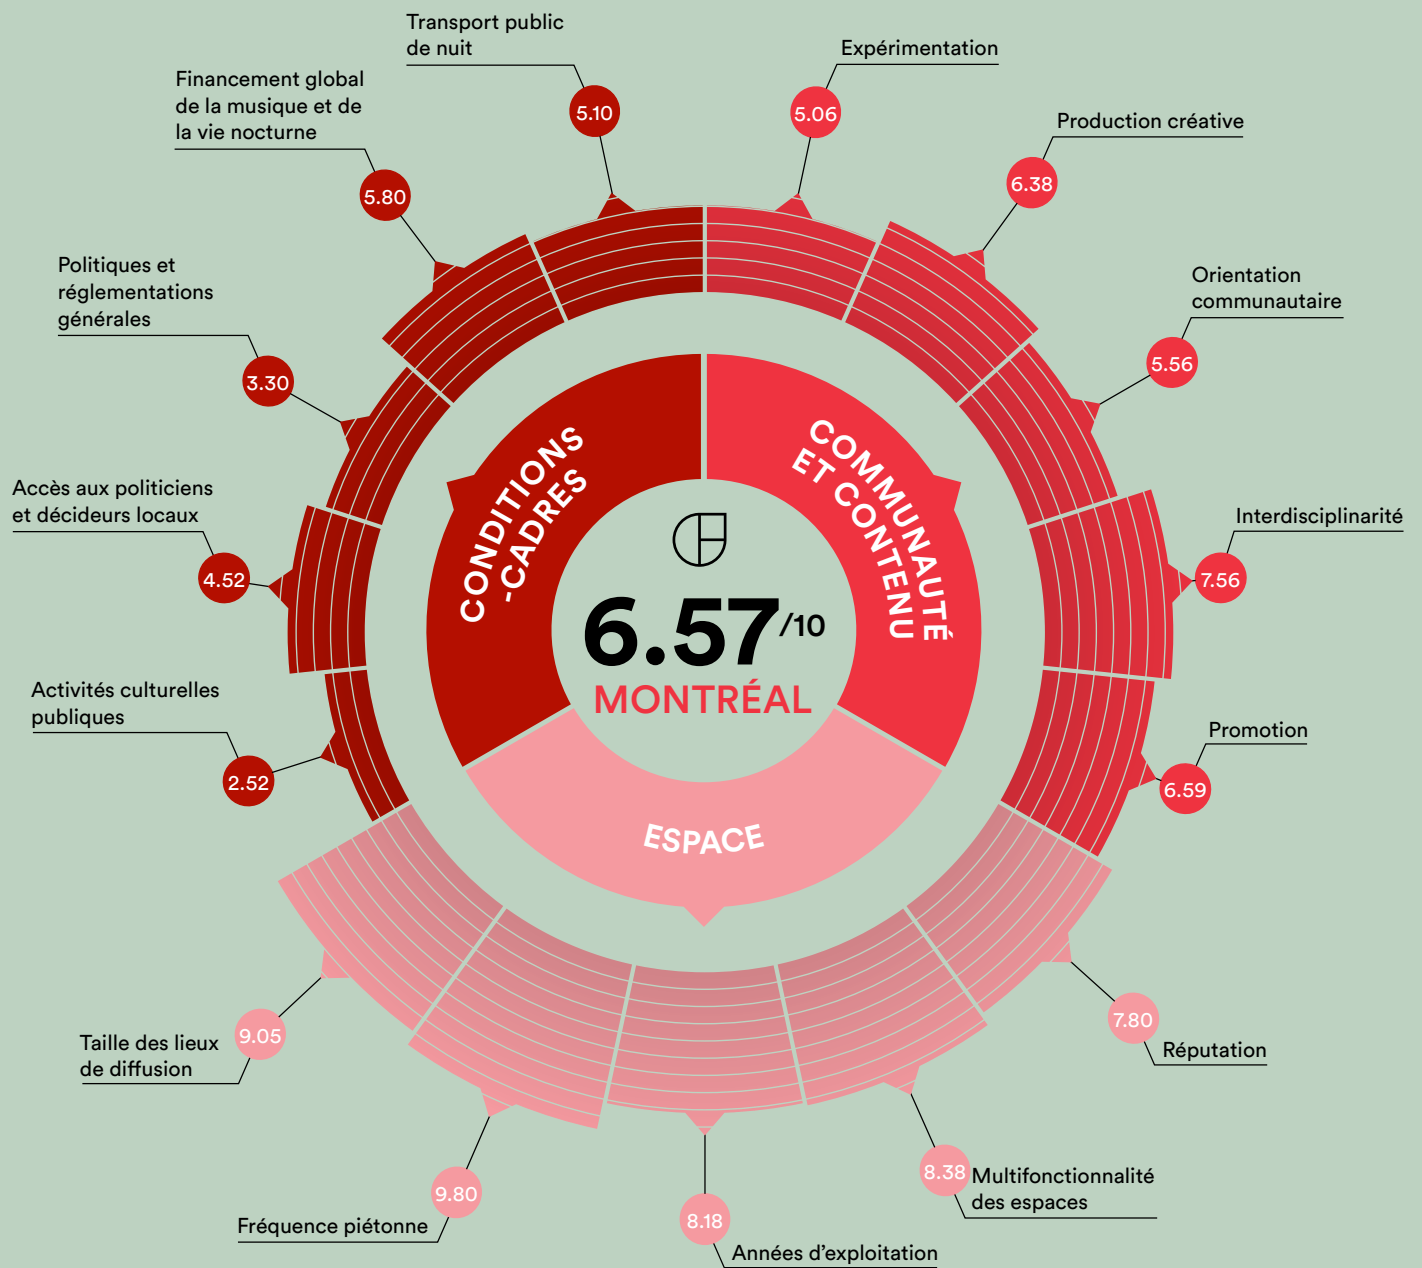 Transport public
de nuit
5.10
Expérimentation
5.06
Production créative
6.38
Orientation
communautaire
5.56
Interdisciplinarité
7.56
Promotion
6.59
Réputation
7.80
Multifonctionnalité
des espaces
8.38
Années d’exploitation
8.18
Fréquence piétonne
9.80
Taille des lieux
de diffusion
9.05
Activités culturelles
publiques
2.52
Accès aux politiciens
et décideurs locaux
4.52
Politiques et
réglementations
générales
3.30
Financement global
de la musique et de
la vie nocturne
5.80
CONDITIONS
-CADRES
COMMUNAUTÉ
ET CONTENU
ESPACE
6.57/10
MONTRÉAL